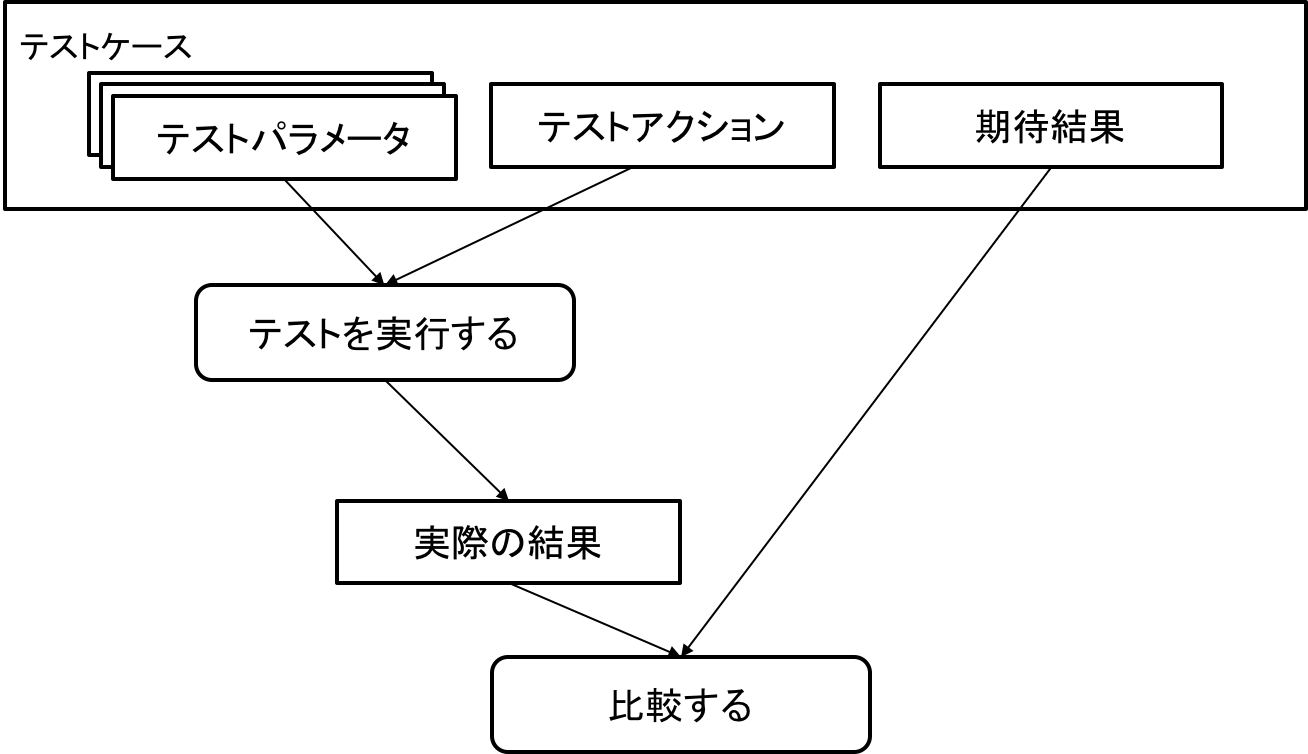 テストケース
テストパラメータ
テストアクション
期待結果
テストを実行する
実際の結果
比較する